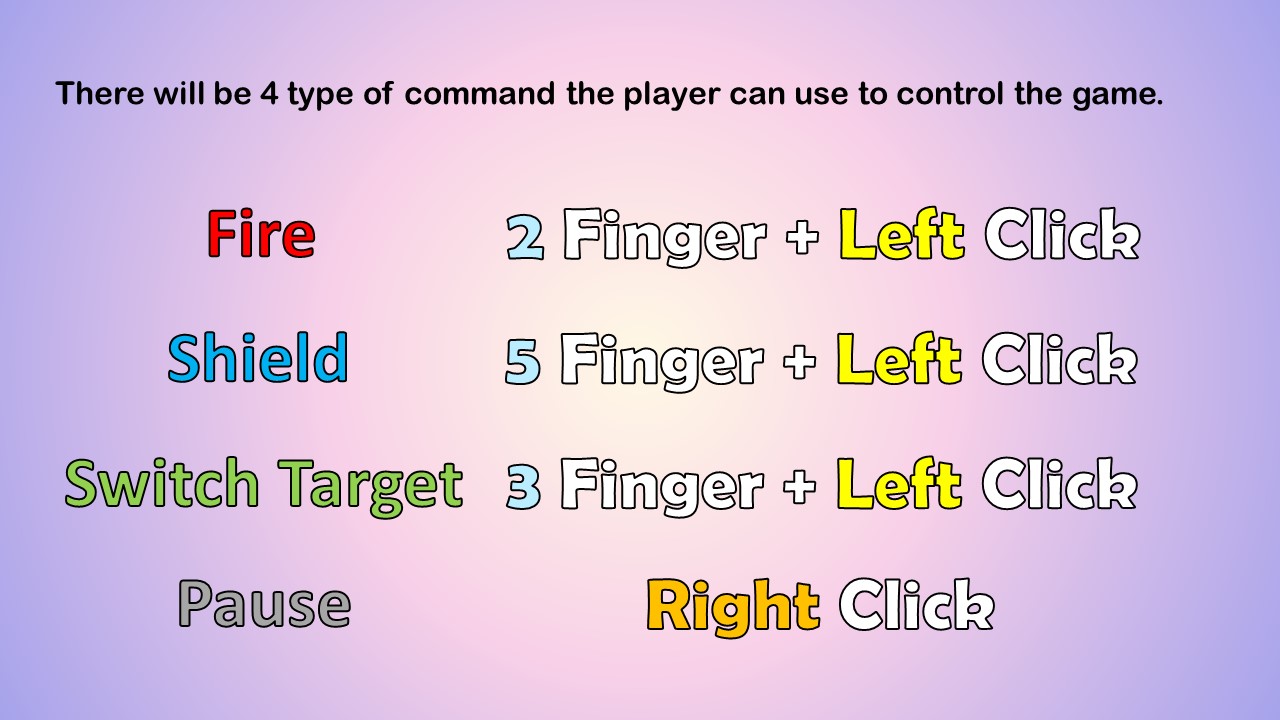 There will be 4 type of command the player can use to control the game.
Fire 2 Finger + Left Click
Shield 5 Finger + Left Click
Switch Target 3 Finger + Left Click
Pause Right Click